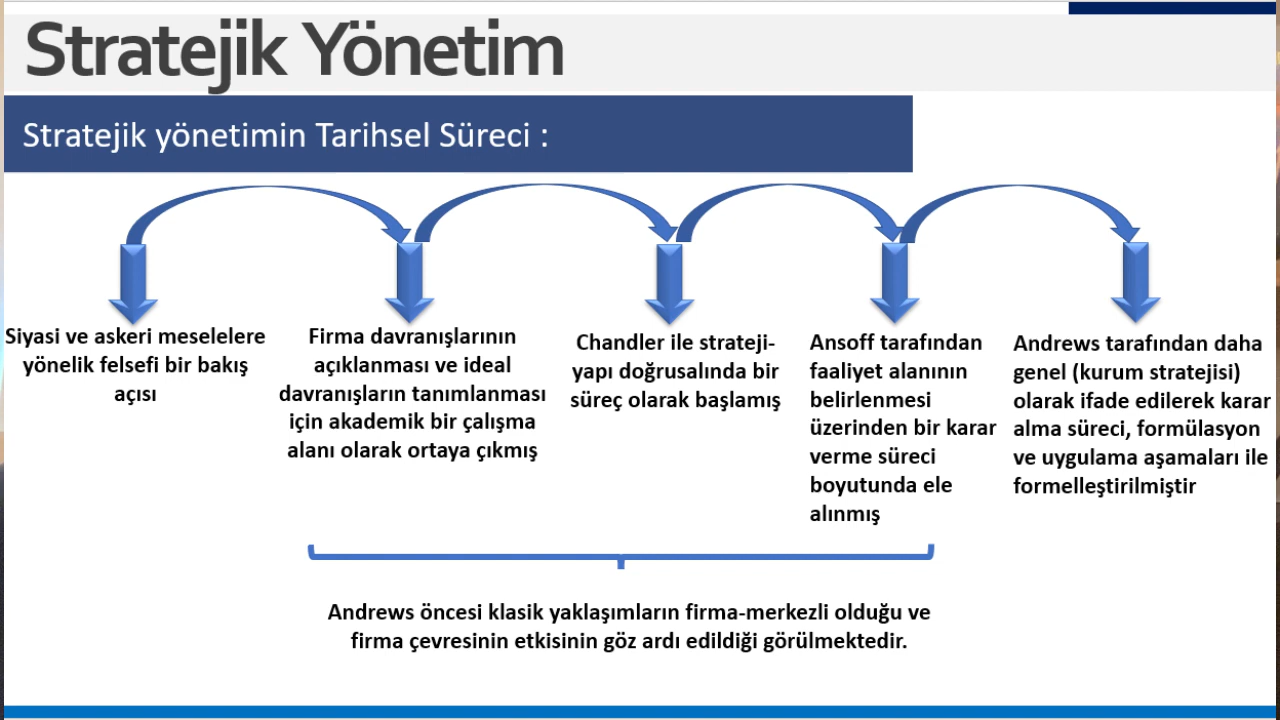 Stratejik Yönetim
Stratejik yönetimin Tarihsel Süreci :
Siyasi ve askeri meselelere
yönelik felsefi bir bakış
açısı
Firma davranışlarının
açıklanması ve ideal
davranışların tanımlanması
için akademik bir çalışma
alanı olarak ortaya çıkmış
Chandler ile strateji-
yapı doğrusalında bir
süreç olarak başlamış
Ansoff tarafından
faaliyet alanının
belirlenmesi
üzerinden bir karar
verme süreci
boyutunda ele
alınmış
Andrews tarafından daha
genel (kurum stratejisi)
olarak ifade edilerek karar
alma süreci, formülasyon
ve uygulama aşamaları ile
formelleştirilmiştir
Andrews öncesi klasik yaklaşımların firma-merkezli olduğu ve
firma çevresinin etkisinin göz ardı edildiği görülmektedir.